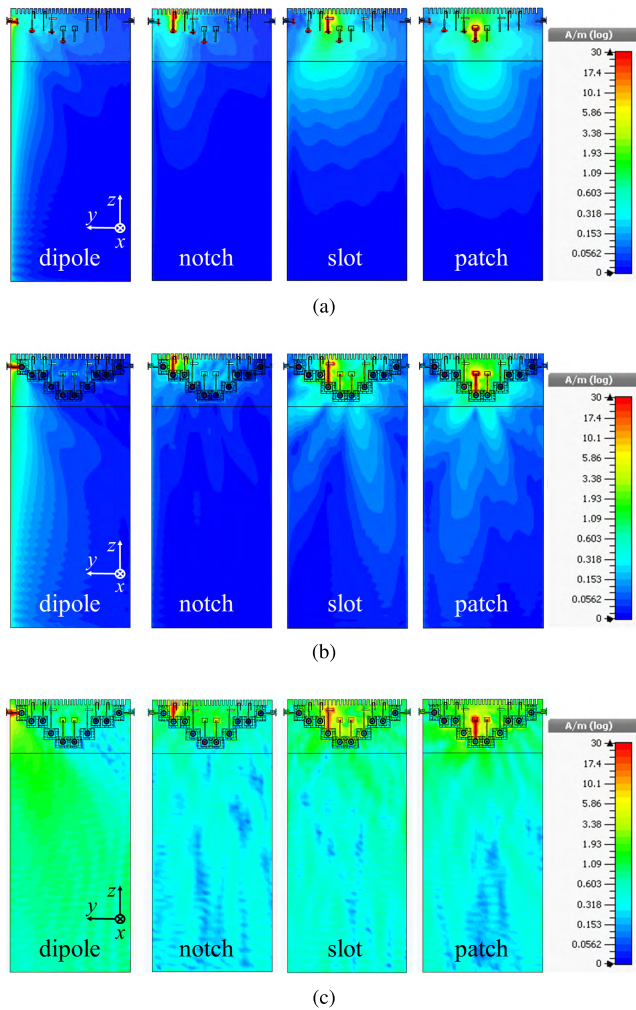 A/m (log)
30
17.4
10.1
5.86
3.38
1.93
1.09
0.603
0.318
0.153
0.0562
0
z
y
x
dipole notch slot patch
(a)
A/m (log)
30
17.4
10.1
5.86
3.38
1.93
1.09
0.603
0.318
0.153
0.0562
0
z
y
x
dipole notch slot patch
(b)
A/m (log)
30
17.4
10.1
5.86
3.38
1.93
1.09
0.603
0.318
0.153
0.0562
0
z
y
x
dipole notch slot patch
(c)